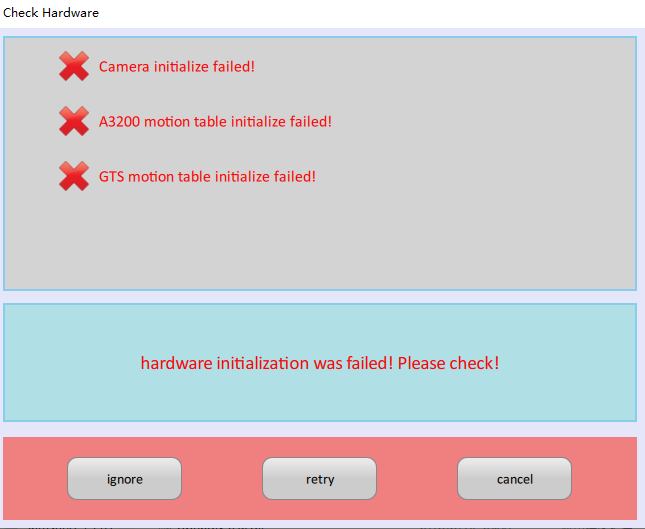 Check Hardware
Camera initialize failed!
A3200 motion table initialize failed!
GTS motion table initialize failed!
hardware initialization was failed! Please check!
ignore
retry
cancel